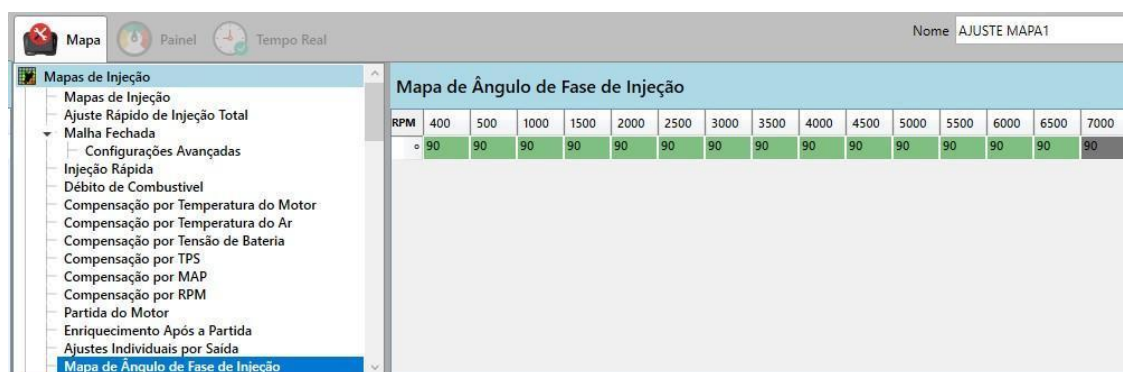 Mapa Painel Tempo Real Nome AJUSTE MAPA1
Mapas de Injeção
Mapas de Injeção
Ajuste Rápido de Injeção Total
Malha Fechada
Configurações Avançadas
Injeção Rápida
Débito de Combustivel
Compensação por Temperatura do Motor
Compensação por Temperatura do Ar
Compensação por Tensão de Bateria
Compensação por TPS
Compensação por MAP
Compensação por RPM
Partida do Motor
Enriquecimento Após a Partida
Ajustes Individuais por Saída
Mapa de Ângulo de Fase de Injeção
Mapa de Ângulo de Fase de Injeção
RPM 400 500 1000 1500 2000 2500 3000 3500 4000 4500 5000 5500 6000 6500 7000
° 90 90 90 90 90 90 90 90 90 90 90 90 90 90 90